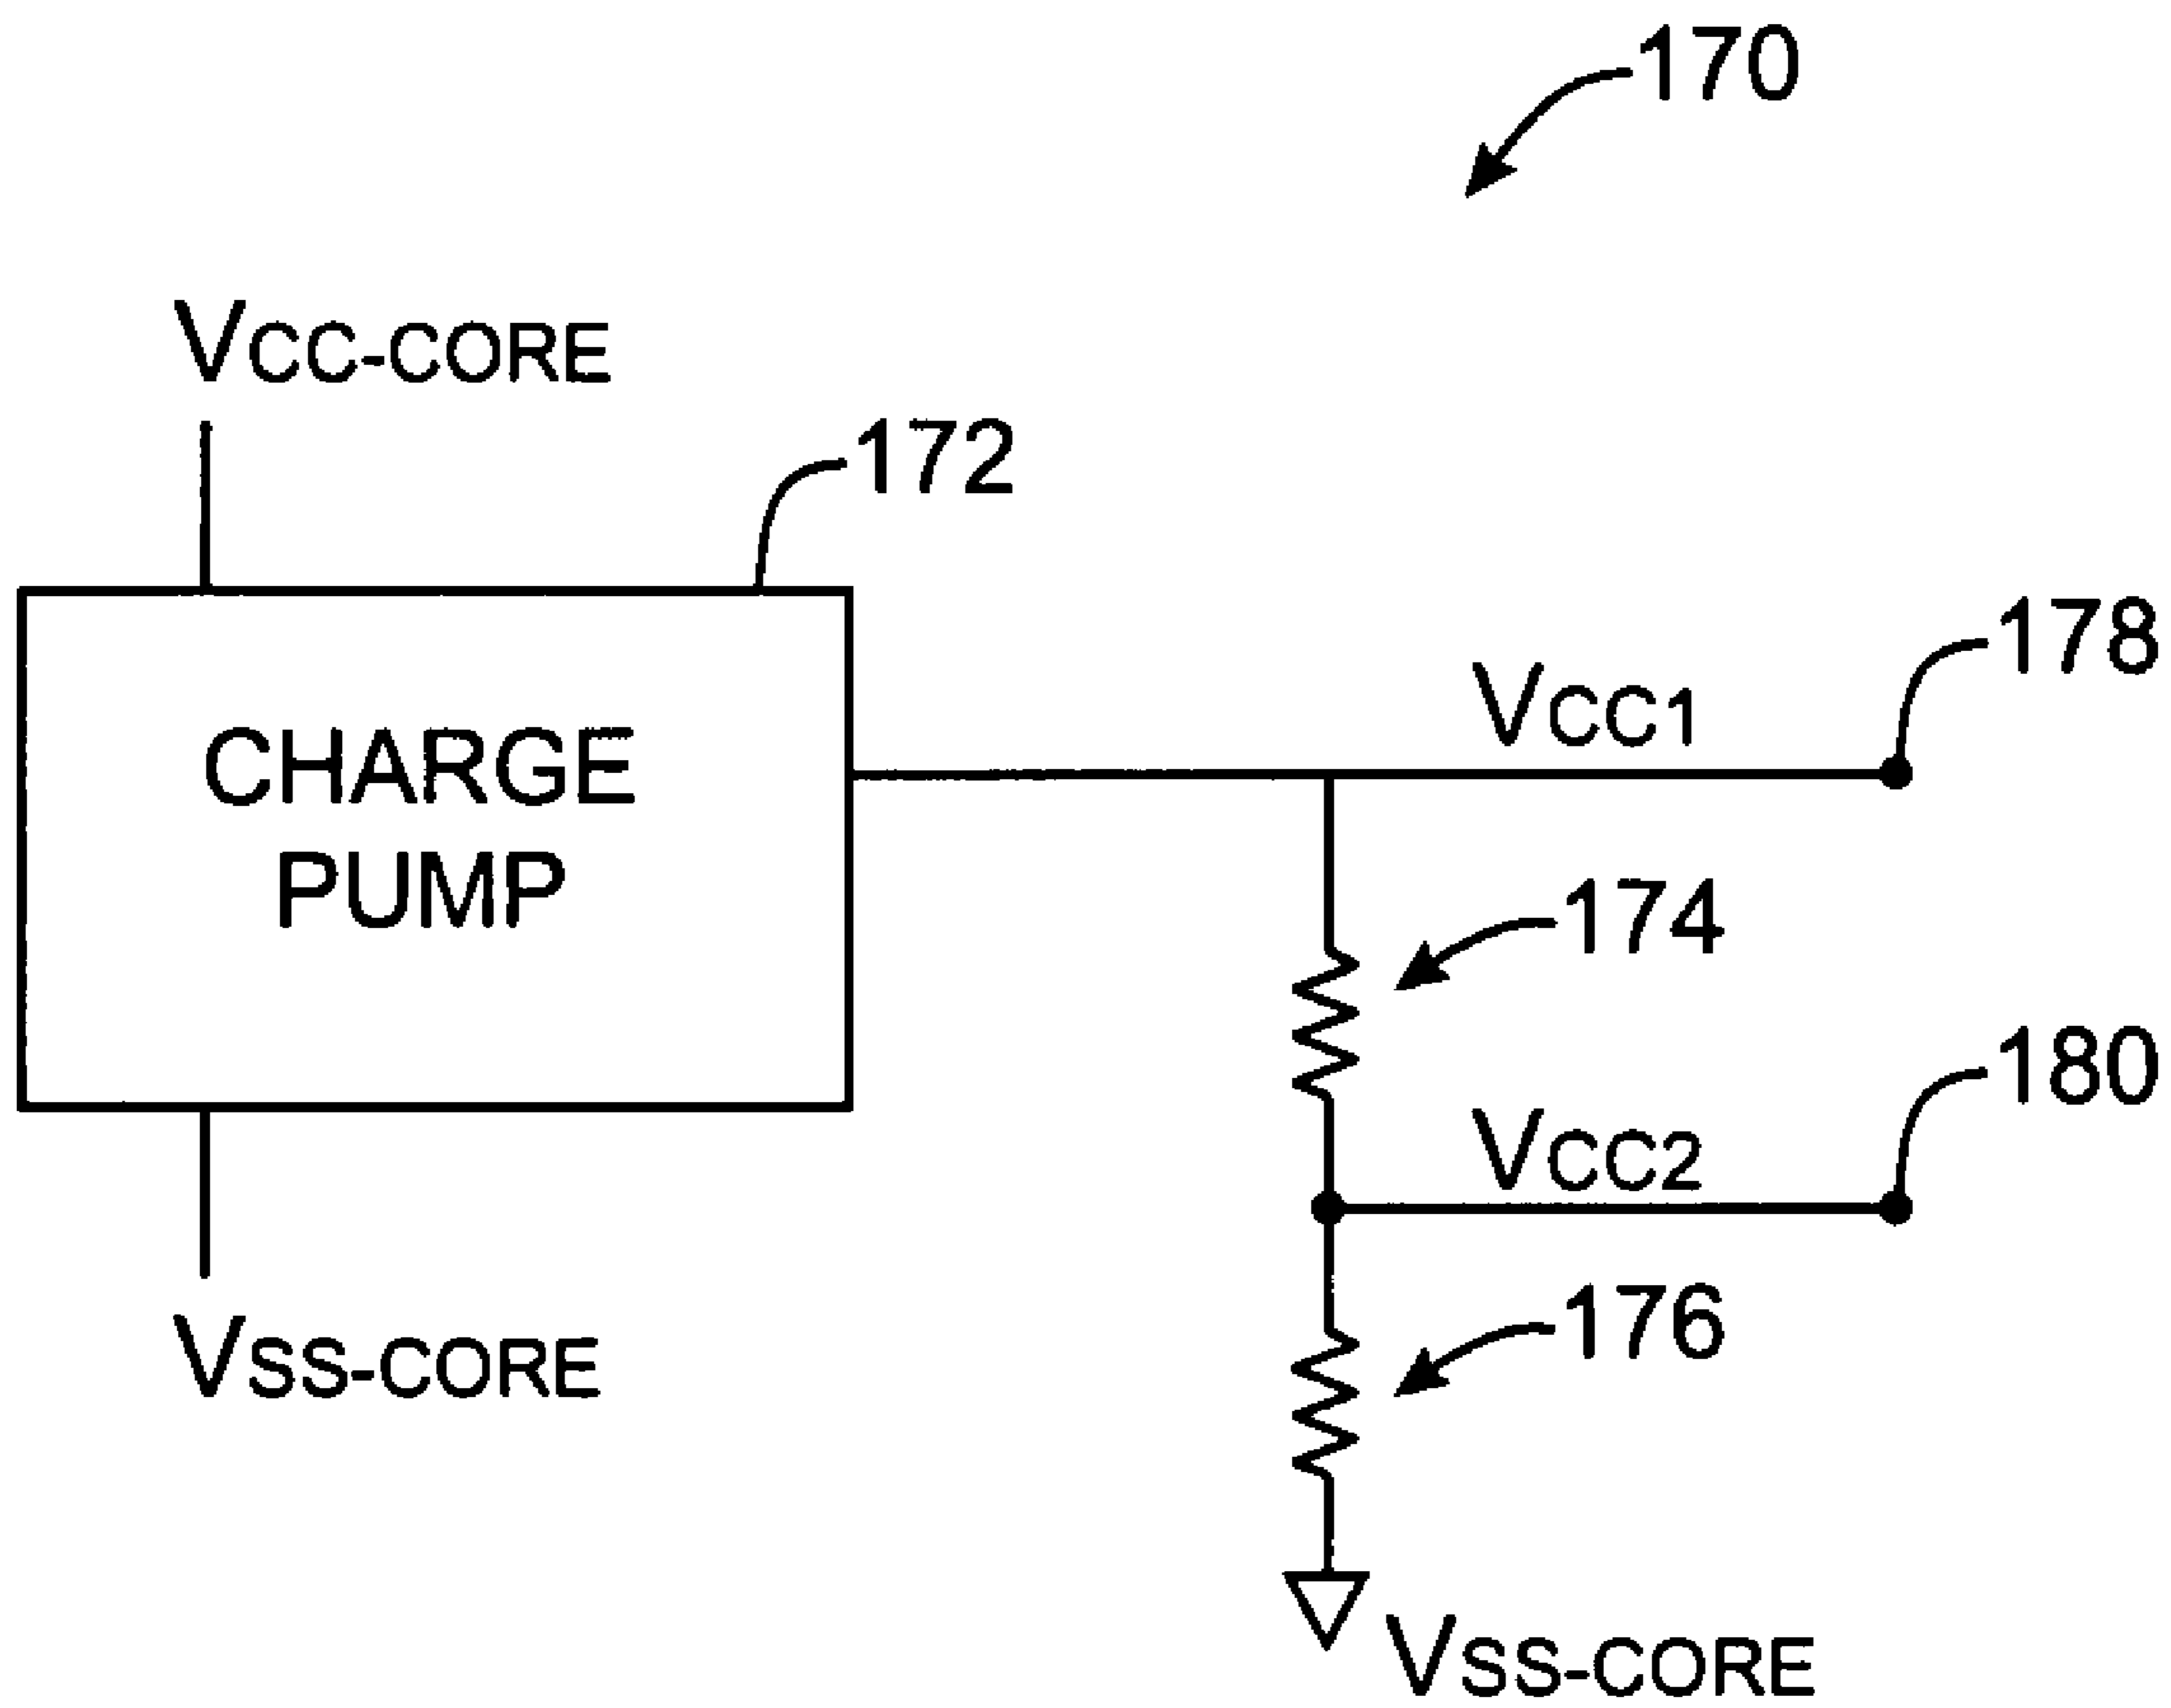 170
VCC-CORE
172
178
VCC1
CHARGE
PUMP
174
180
VCC2
176
VSS-CORE
VSS-CORE